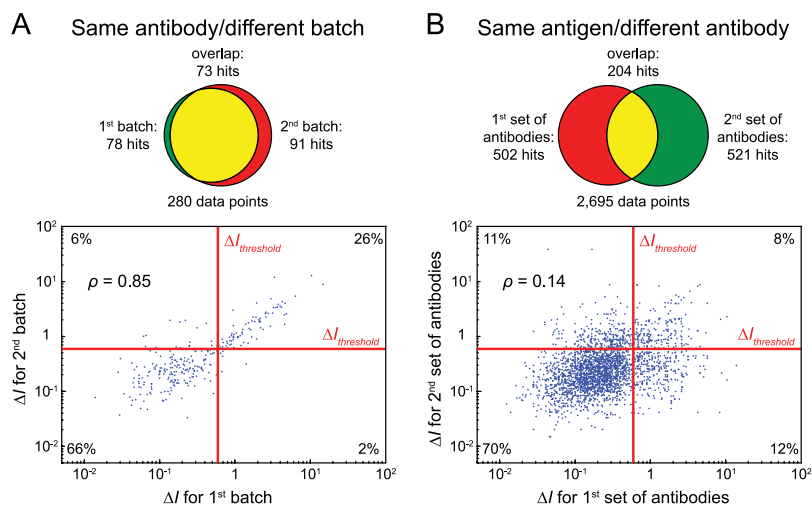 A Same antibody/different batch
overlap:
73 hits
1st batch:
78 hits
2nd batch:
91 hits
280 data points
10²
10¹
1
10⁻¹
10⁻²
6%
26%
ΔIthreshold
ρ = 0.85
ΔIthreshold
66%
2%
ΔI for 2nd batch
10⁻²
10⁻¹
1
10¹
10²
ΔI for 1st batch
B Same antigen/different antibody
overlap:
204 hits
1st set of
antibodies:
502 hits
2nd set of
antibodies:
521 hits
2,695 data points
10²
10¹
1
10⁻¹
10⁻²
11%
8%
ΔIthreshold
ρ = 0.14
ΔIthreshold
70%
12%
ΔI for 2nd set of antibodies
10⁻²
10⁻¹
1
10¹
10²
ΔI for 1st set of antibodies